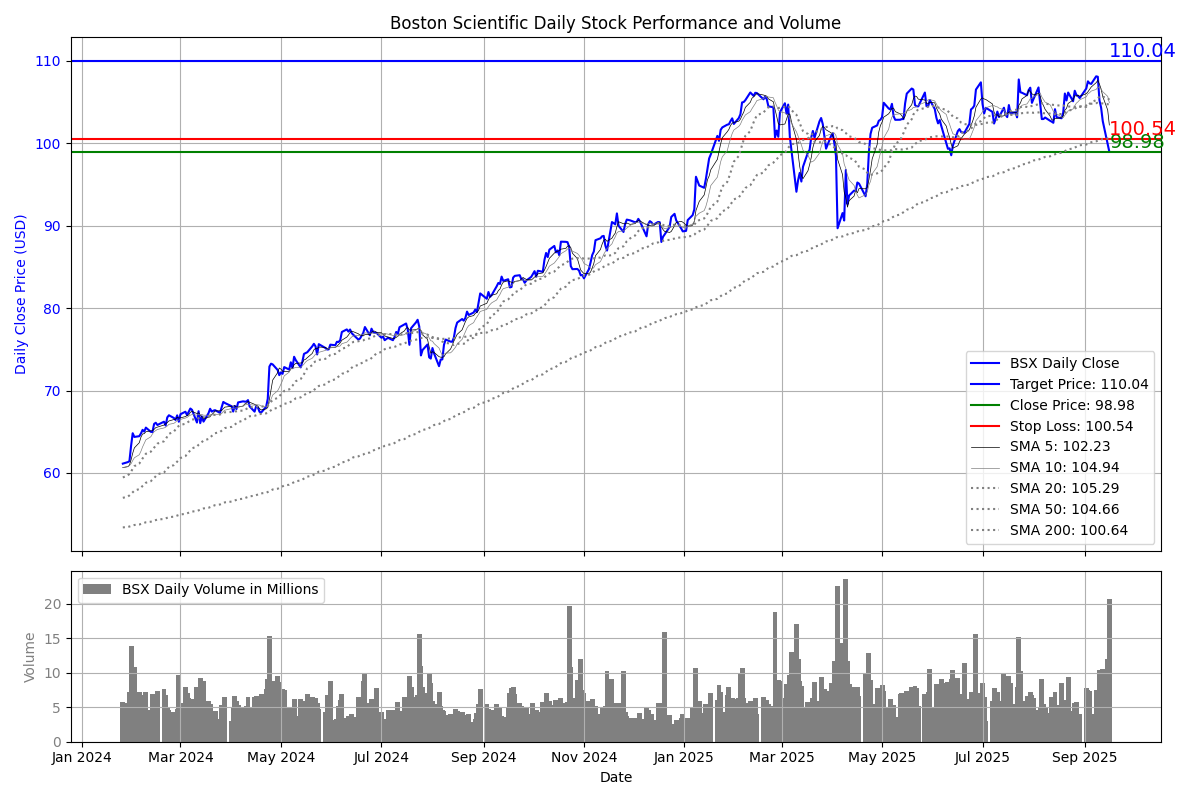 Boston Scientific Daily Stock Performance and Volume
110.04
110
100.54
98.98
100
90
80
70
60
Daily Close Price (USD)
BSX Daily Close
Target Price: 110.04
Close Price: 98.98
Stop Loss: 100.54
SMA 5: 102.23
SMA 10: 104.94
SMA 20: 105.29
SMA 50: 104.66
SMA 200: 100.64
BSX Daily Volume in Millions
20
15
10
5
0
Volume
Jan 2024 Mar 2024 May 2024 Jul 2024 Sep 2024 Nov 2024 Jan 2025 Mar 2025 May 2025 Jul 2025 Sep 2025
Date